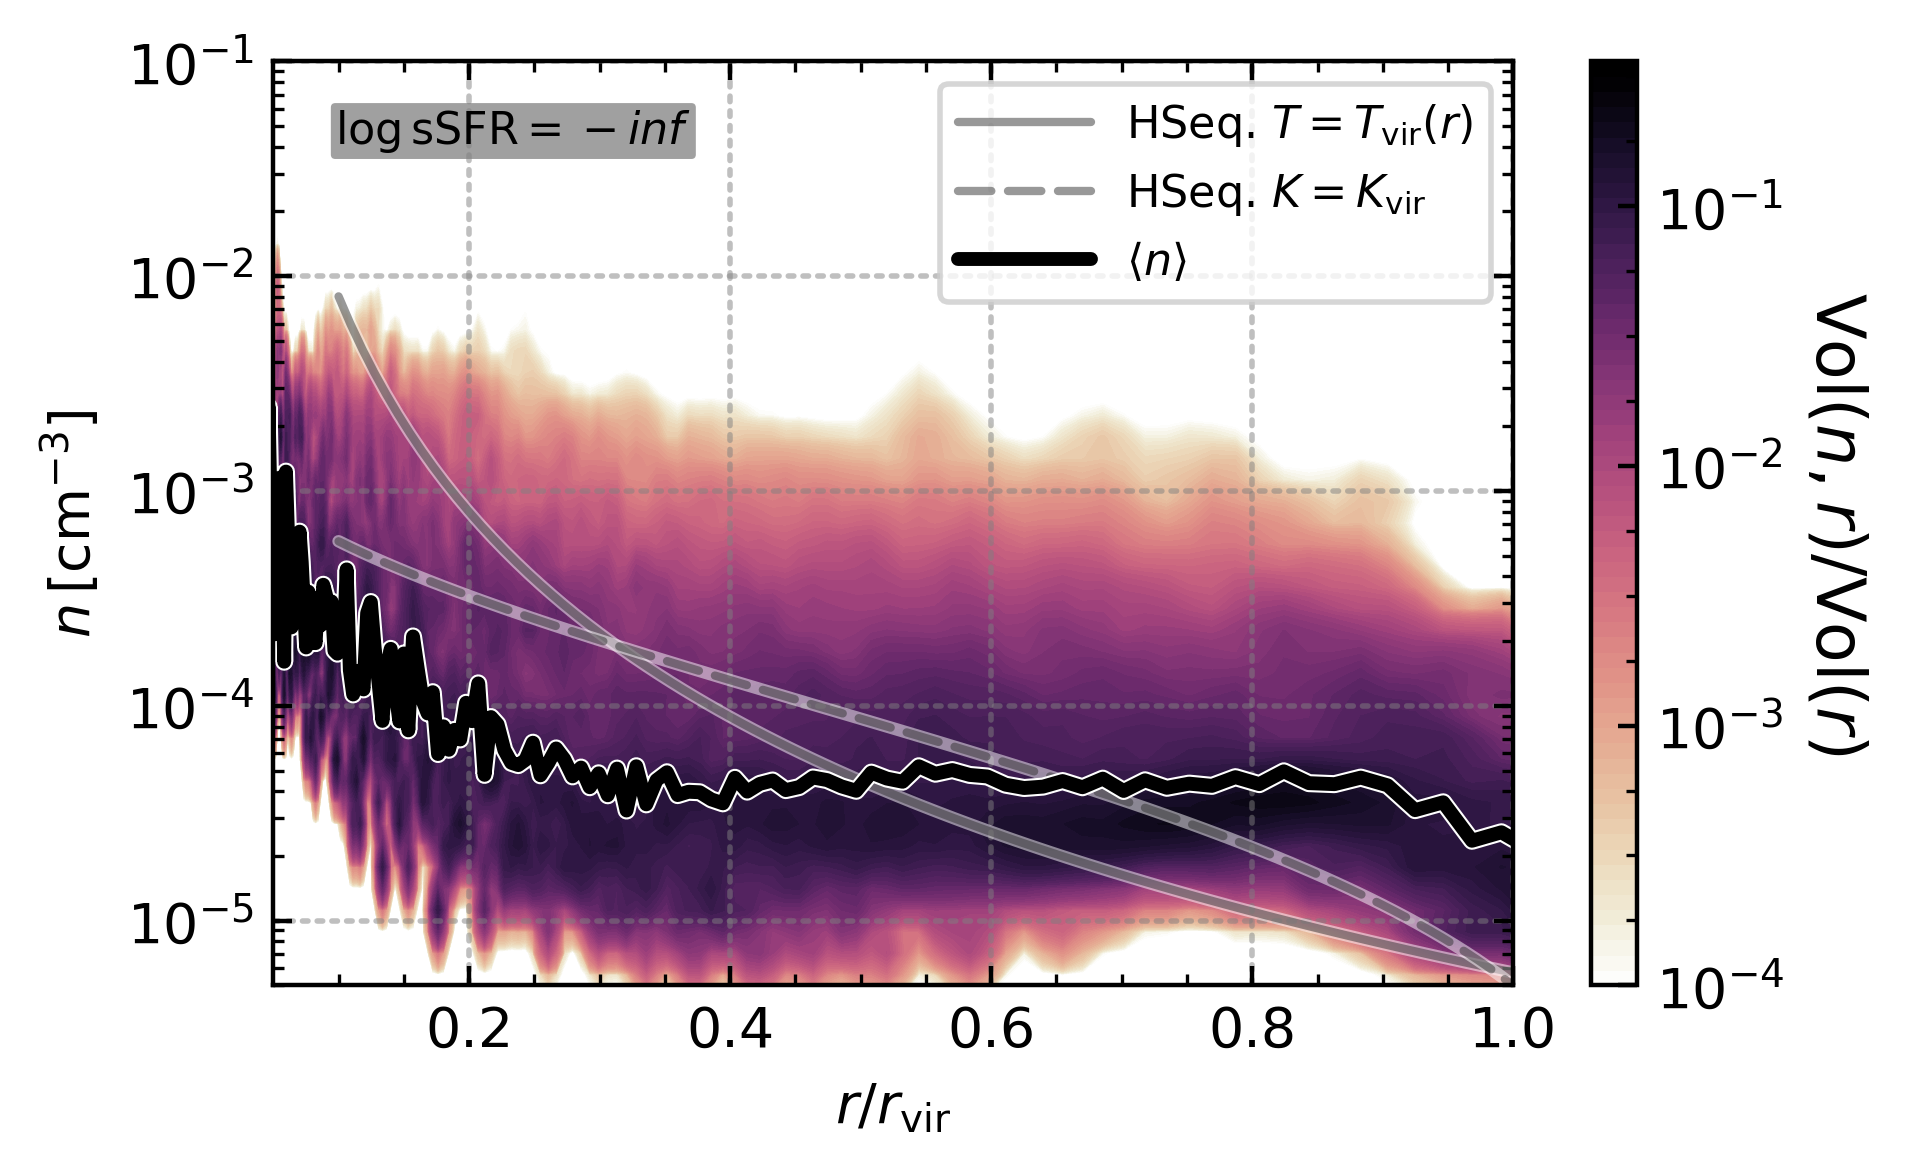 log sSFR = −inf
HSeq. T = T_vir(r)
HSeq. K = K_vir
⟨n⟩
n [cm⁻³]
10⁻¹
10⁻²
10⁻³
10⁻⁴
10⁻⁵
0.2 0.4 0.6 0.8 1.0
r/r_vir
10⁻¹
10⁻²
10⁻³
10⁻⁴
Vol(n, r)/Vol(r)